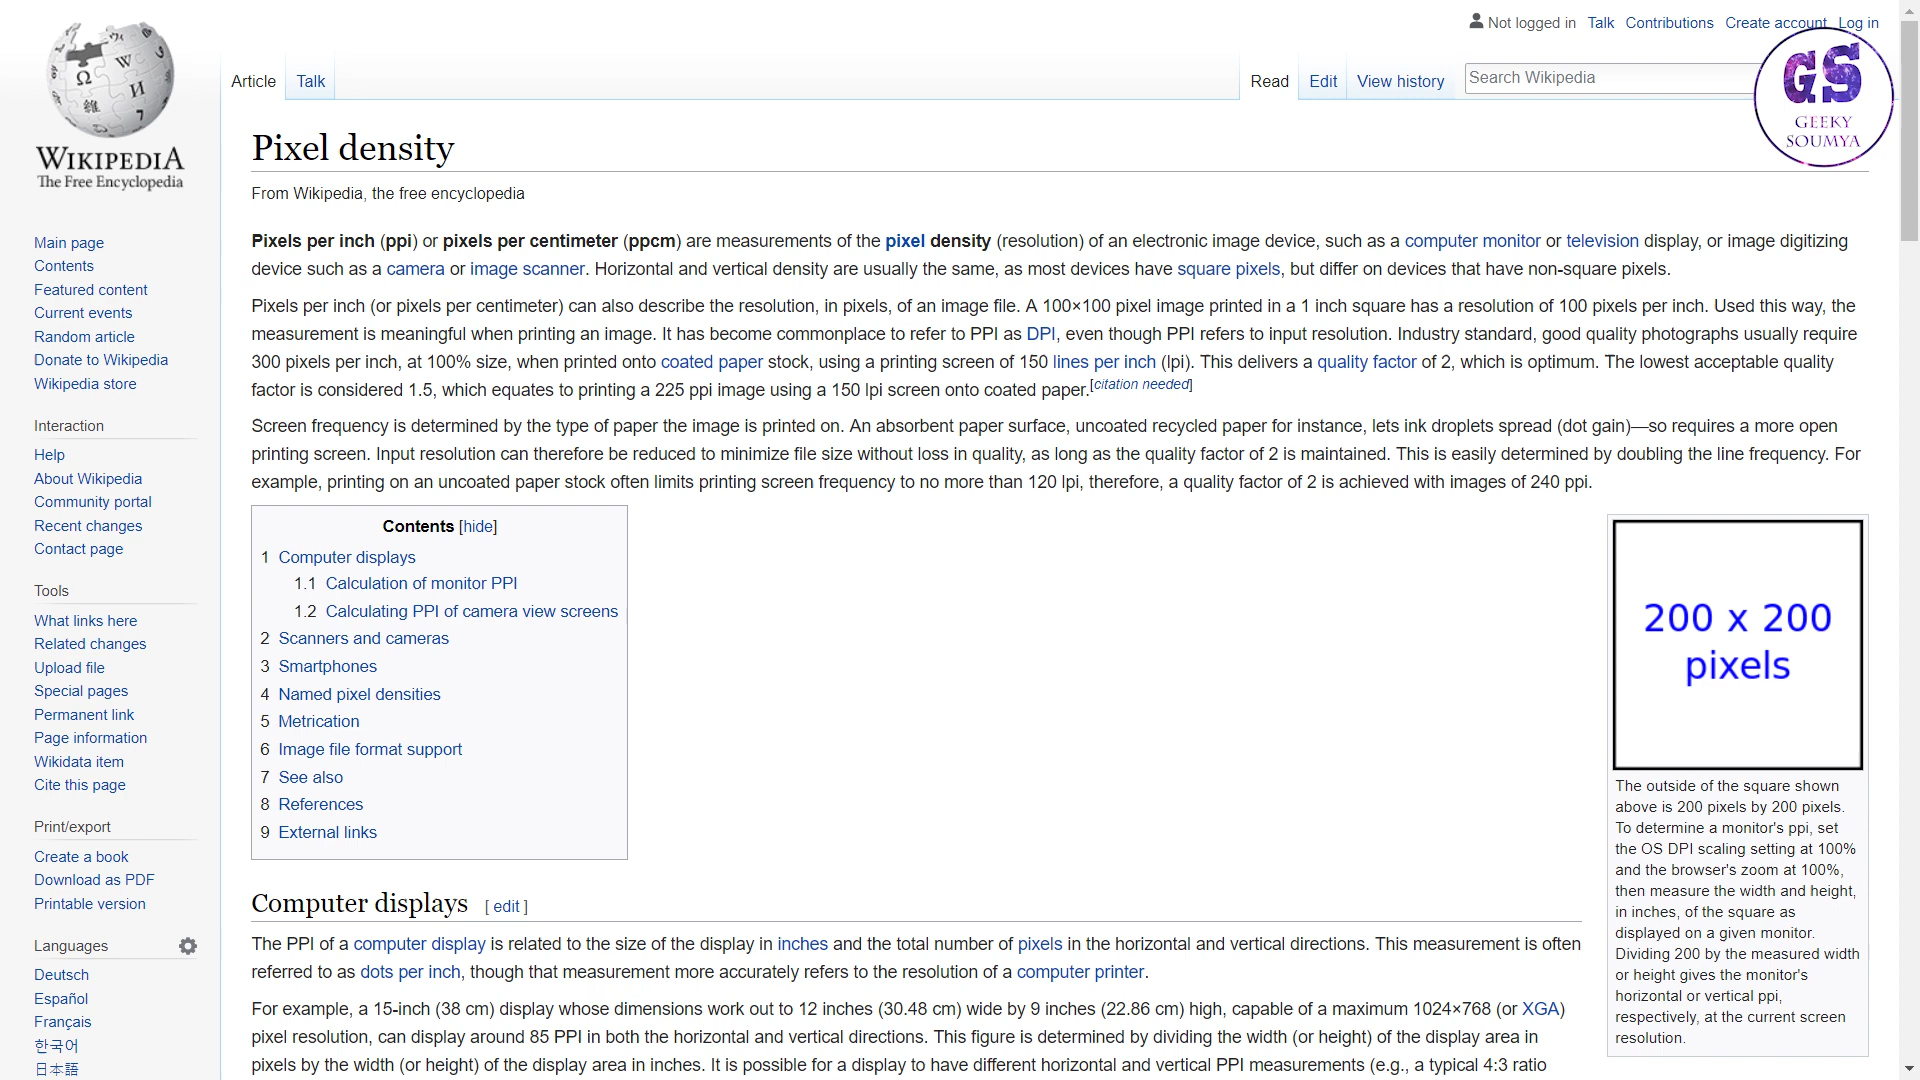 Not logged in Talk Contributions Create account Log in
Article Talk Read Edit View history Search Wikipedia
GS
GEEKY
SOUMYA
WIKIPEDIA
The Free Encyclopedia
Main page
Contents
Featured content
Current events
Random article
Donate to Wikipedia
Wikipedia store
Interaction
Help
About Wikipedia
Community portal
Recent changes
Contact page
Tools
What links here
Related changes
Upload file
Special pages
Permanent link
Page information
Wikidata item
Cite this page
Print/export
Create a book
Download as PDF
Printable version
Languages
Deutsch
Español
Français
한국어
日本語
Pixel density
From Wikipedia, the free encyclopedia
Pixels per inch (ppi) or pixels per centimeter (ppcm) are measurements of the pixel density (resolution) of an electronic image device, such as a computer monitor or television display, or image digitizing
device such as a camera or image scanner. Horizontal and vertical density are usually the same, as most devices have square pixels, but differ on devices that have non-square pixels.
Pixels per inch (or pixels per centimeter) can also describe the resolution, in pixels, of an image file. A 100×100 pixel image printed in a 1 inch square has a resolution of 100 pixels per inch. Used this way, the
measurement is meaningful when printing an image. It has become commonplace to refer to PPI as DPI, even though PPI refers to input resolution. Industry standard, good quality photographs usually require
300 pixels per inch, at 100% size, when printed onto coated paper stock, using a printing screen of 150 lines per inch (lpi). This delivers a quality factor of 2, which is optimum. The lowest acceptable quality
factor is considered 1.5, which equates to printing a 225 ppi image using a 150 lpi screen onto coated paper.[citation needed]
Screen frequency is determined by the type of paper the image is printed on. An absorbent paper surface, uncoated recycled paper for instance, lets ink droplets spread (dot gain)—so requires a more open
printing screen. Input resolution can therefore be reduced to minimize file size without loss in quality, as long as the quality factor of 2 is maintained. This is easily determined by doubling the line frequency. For
example, printing on an uncoated paper stock often limits printing screen frequency to no more than 120 lpi, therefore, a quality factor of 2 is achieved with images of 240 ppi.
Contents [hide]
1 Computer displays
1.1 Calculation of monitor PPI
1.2 Calculating PPI of camera view screens
2 Scanners and cameras
3 Smartphones
4 Named pixel densities
5 Metrication
6 Image file format support
7 See also
8 References
9 External links
200 x 200
pixels
The outside of the square shown
above is 200 pixels by 200 pixels.
To determine a monitor's ppi, set
the OS DPI scaling setting at 100%
and the browser's zoom at 100%,
then measure the width and height,
in inches, of the square as
displayed on a given monitor.
Dividing 200 by the measured width
or height gives the monitor's
horizontal or vertical ppi,
respectively, at the current screen
resolution.
Computer displays [ edit ]
The PPI of a computer display is related to the size of the display in inches and the total number of pixels in the horizontal and vertical directions. This measurement is often
referred to as dots per inch, though that measurement more accurately refers to the resolution of a computer printer.
For example, a 15-inch (38 cm) display whose dimensions work out to 12 inches (30.48 cm) wide by 9 inches (22.86 cm) high, capable of a maximum 1024×768 (or XGA)
pixel resolution, can display around 85 PPI in both the horizontal and vertical directions. This figure is determined by dividing the width (or height) of the display area in
pixels by the width (or height) of the display area in inches. It is possible for a display to have different horizontal and vertical PPI measurements (e.g., a typical 4:3 ratio